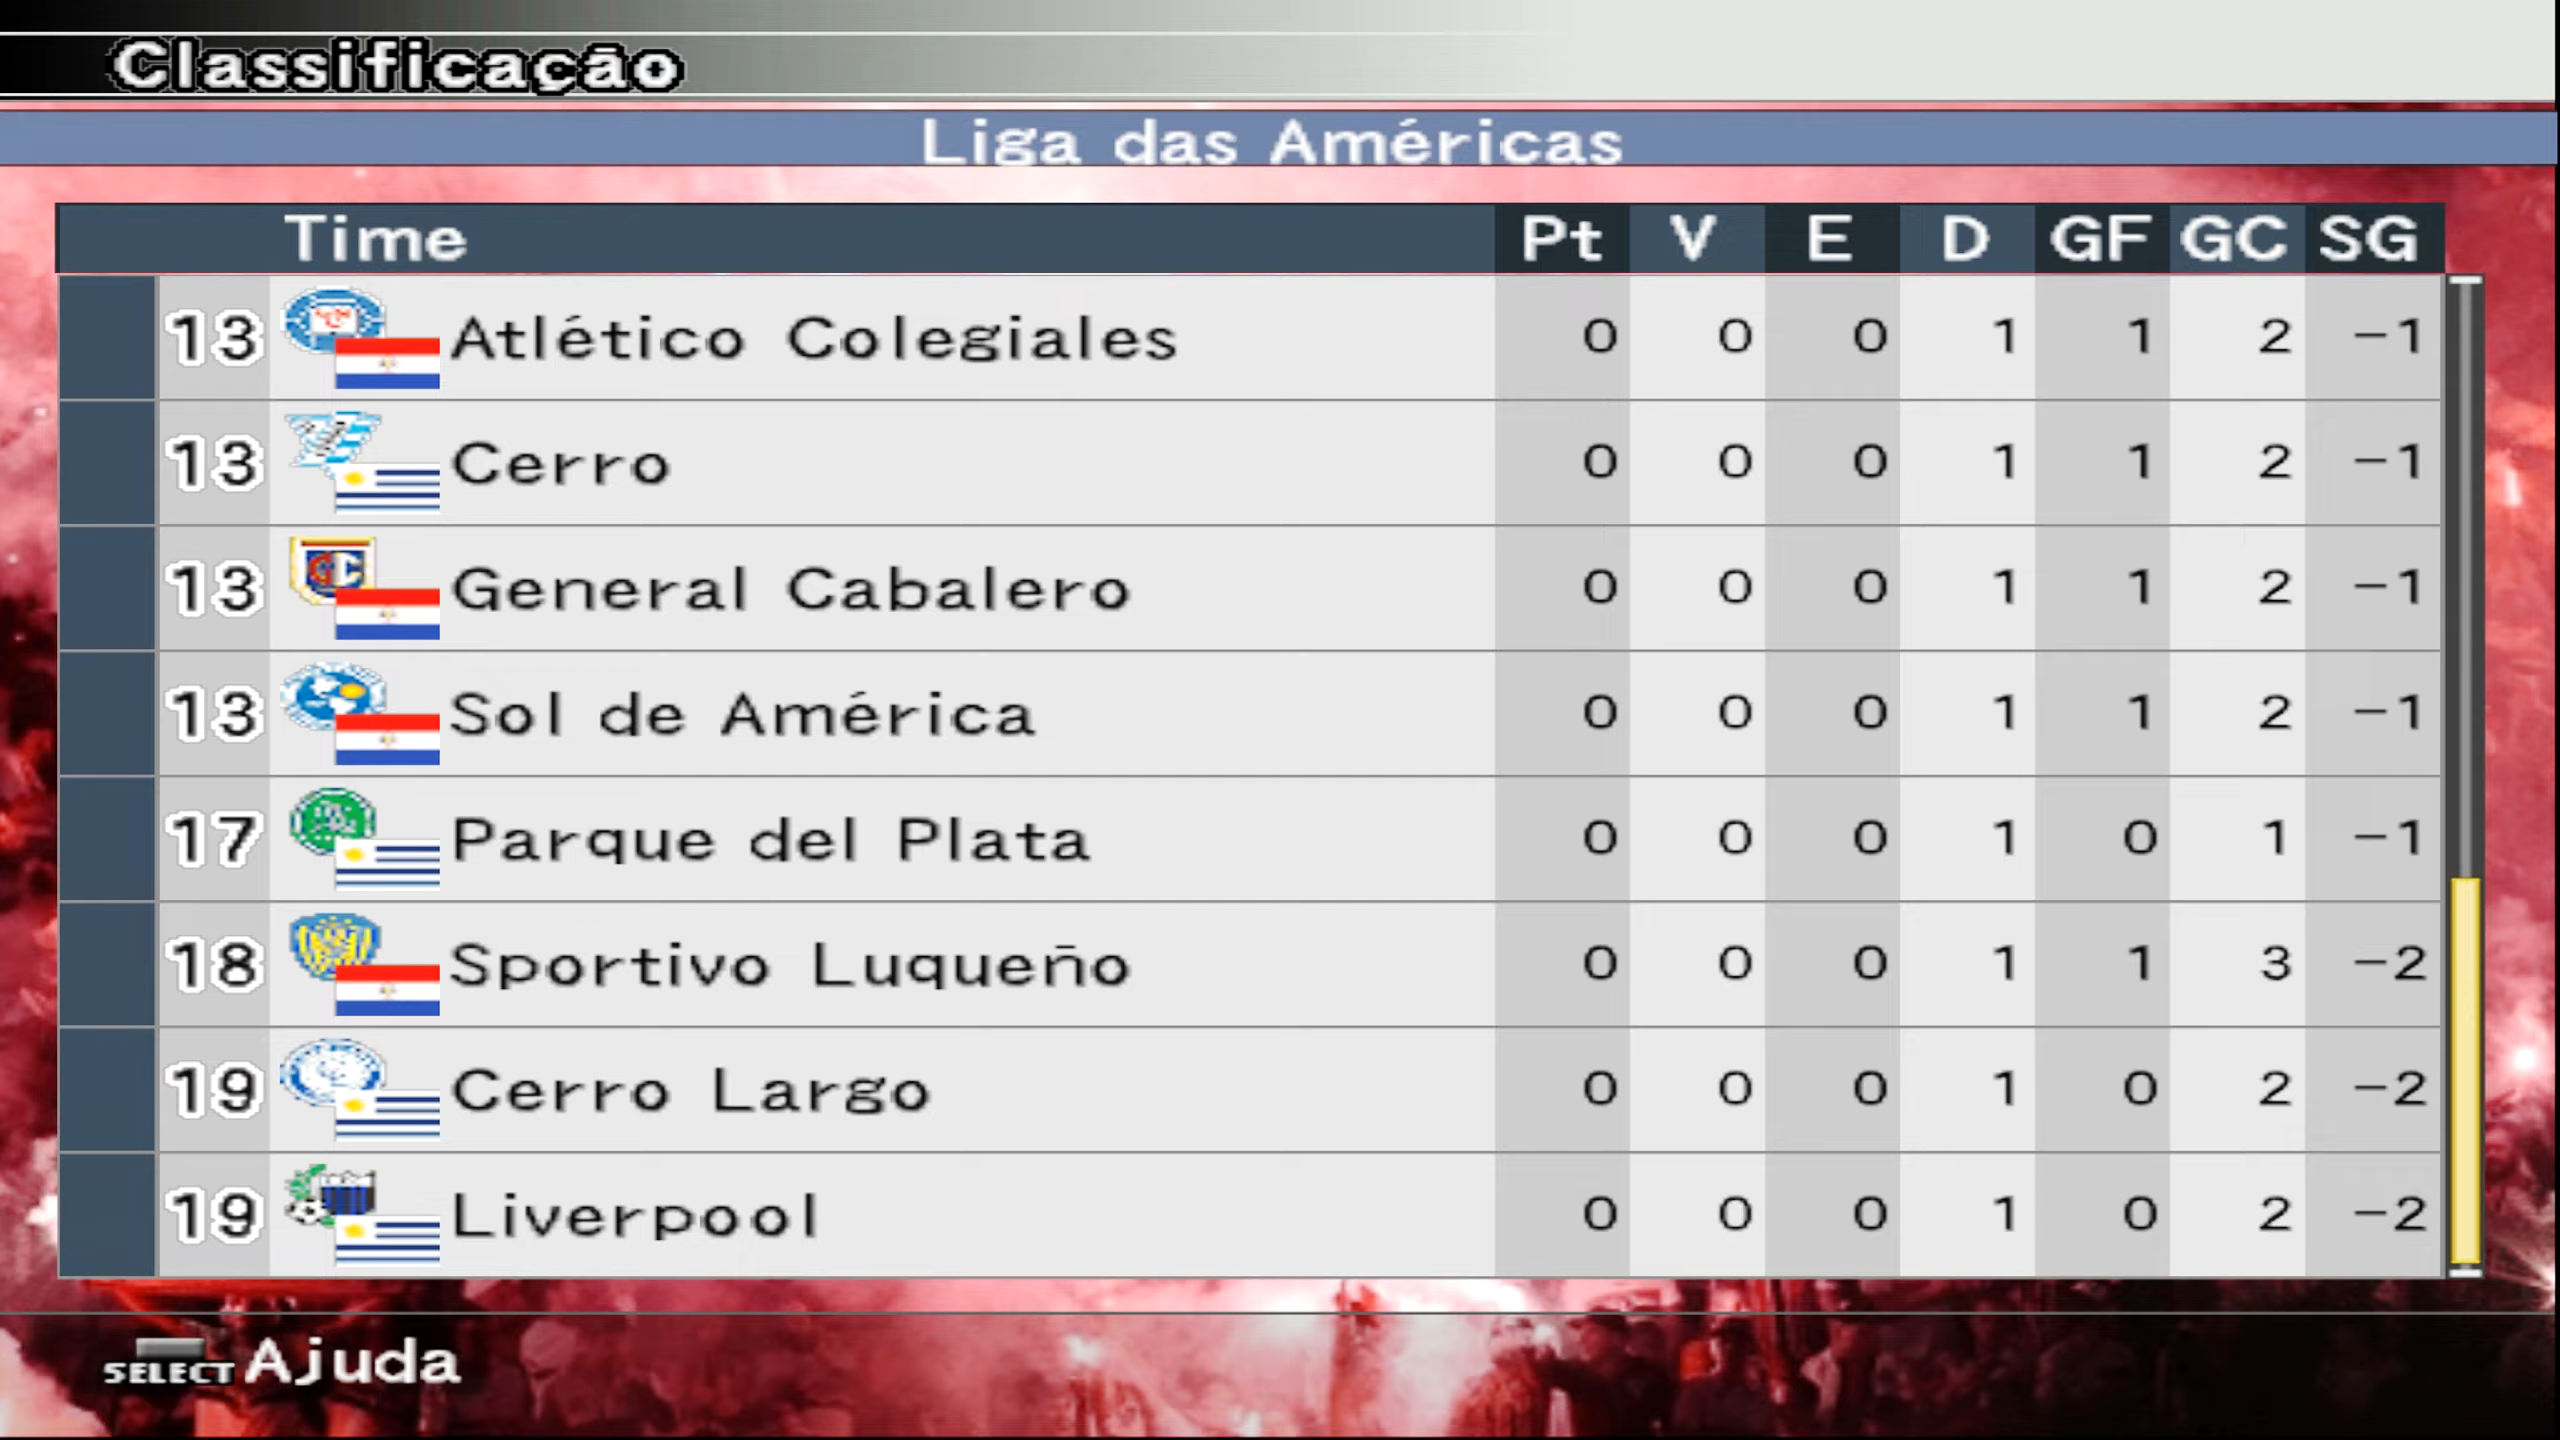 Classificação
Liga das Américas
Time Pt V E D GF GC SG
13 Atlético Colegiales 0 0 0 1 1 2 -1
13 Cerro 0 0 0 1 1 2 -1
13 General Cabalero 0 0 0 1 1 2 -1
13 Sol de América 0 0 0 1 1 2 -1
17 Parque del Plata 0 0 0 1 0 1 -1
18 Sportivo Luqueño 0 0 0 1 1 3 -2
19 Cerro Largo 0 0 0 1 0 2 -2
19 Liverpool 0 0 0 1 0 2 -2
SELECT Ajuda